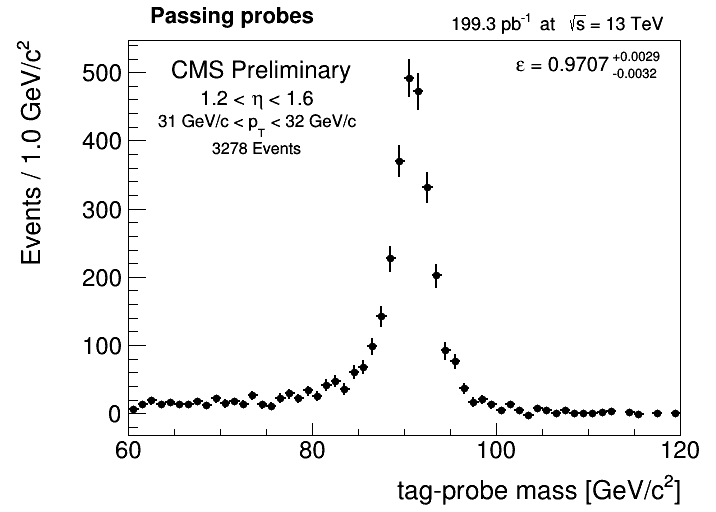 Passing probes
199.3 pb⁻¹ at √s = 13 TeV
CMS Preliminary
ε = 0.9707 +0.0029 -0.0032
1.2 < η < 1.6
31 GeV/c < p_T < 32 GeV/c
3278 Events
Events / 1.0 GeV/c²
500
400
300
200
100
0
60 80 100 120
tag-probe mass [GeV/c²]